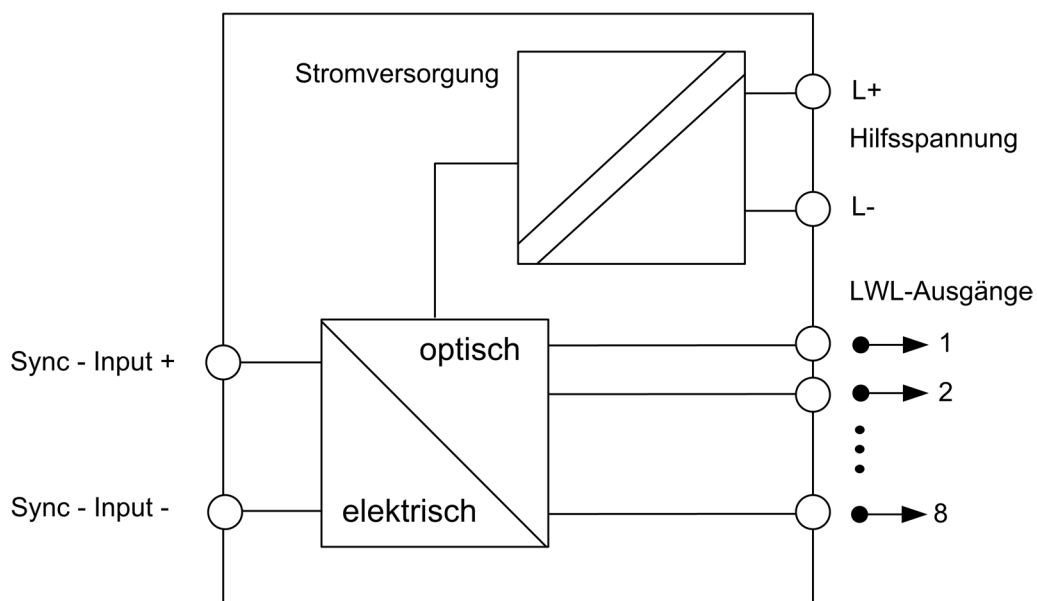 Stromversorgung
L+
Hilfsspannung
L-
LWL-Ausgänge
optisch
1
Sync - Input +
2
Sync - Input -
elektrisch
8